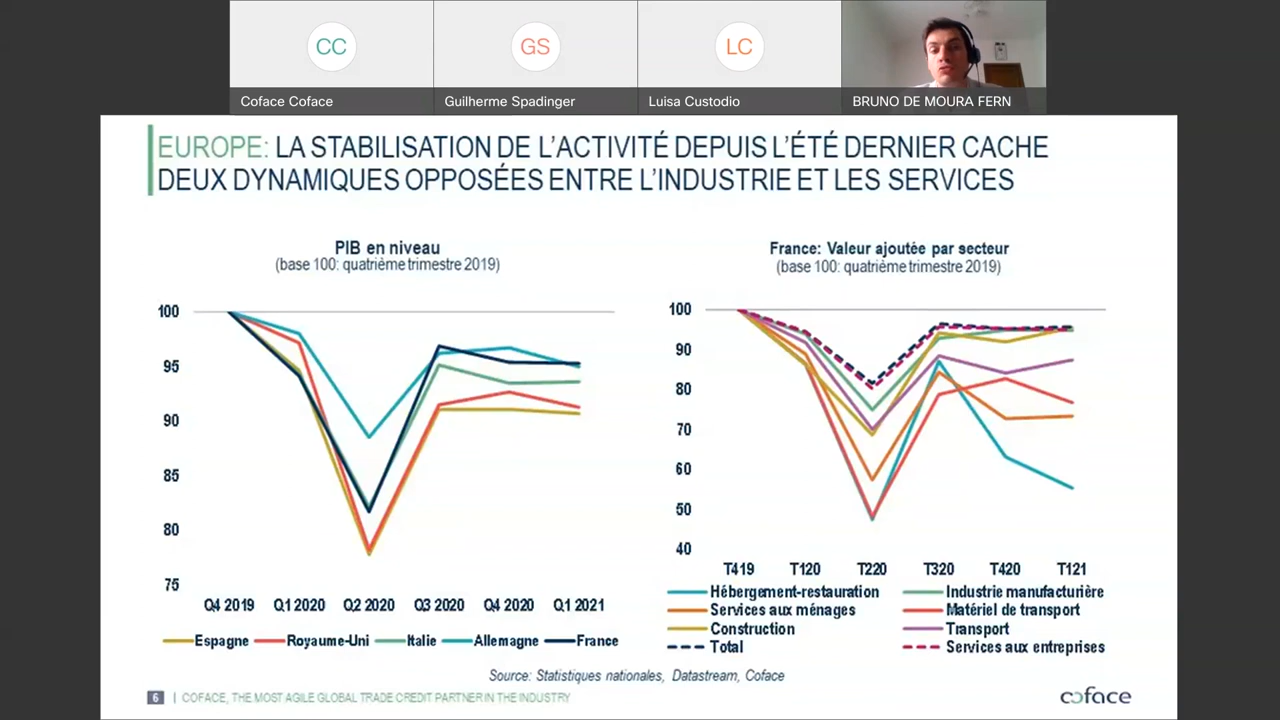 CC
GS
LC
Coface Coface
Guilherme Spadinger
Luisa Custodio
BRUNO DE MOURA FERN
EUROPE: LA STABILISATION DE L'ACTIVITÉ DEPUIS L'ÉTÉ DERNIER CACHE
DEUX DYNAMIQUES OPPOSÉES ENTRE L'INDUSTRIE ET LES SERVICES
PIB en niveau
(base 100: quatrième trimestre 2019)
100
95
90
85
80
75
Q4 2019 Q1 2020 Q2 2020 Q3 2020 Q4 2020 Q1 2021
Espagne Royaume-Uni Italie Allemagne France
France: Valeur ajoutée par secteur
(base 100: quatrième trimestre 2019)
100
90
80
70
60
50
40
T419 T120 T220 T320 T420 T121
Hébergement-restauration Industrie manufacturière
Services aux ménages Matériel de transport
Construction Transport
Total Services aux entreprises
Source: Statistiques nationales, Datastream, Coface
6 | COFACE, THE MOST AGILE GLOBAL TRADE CREDIT PARTNER IN THE INDUSTRY
coface